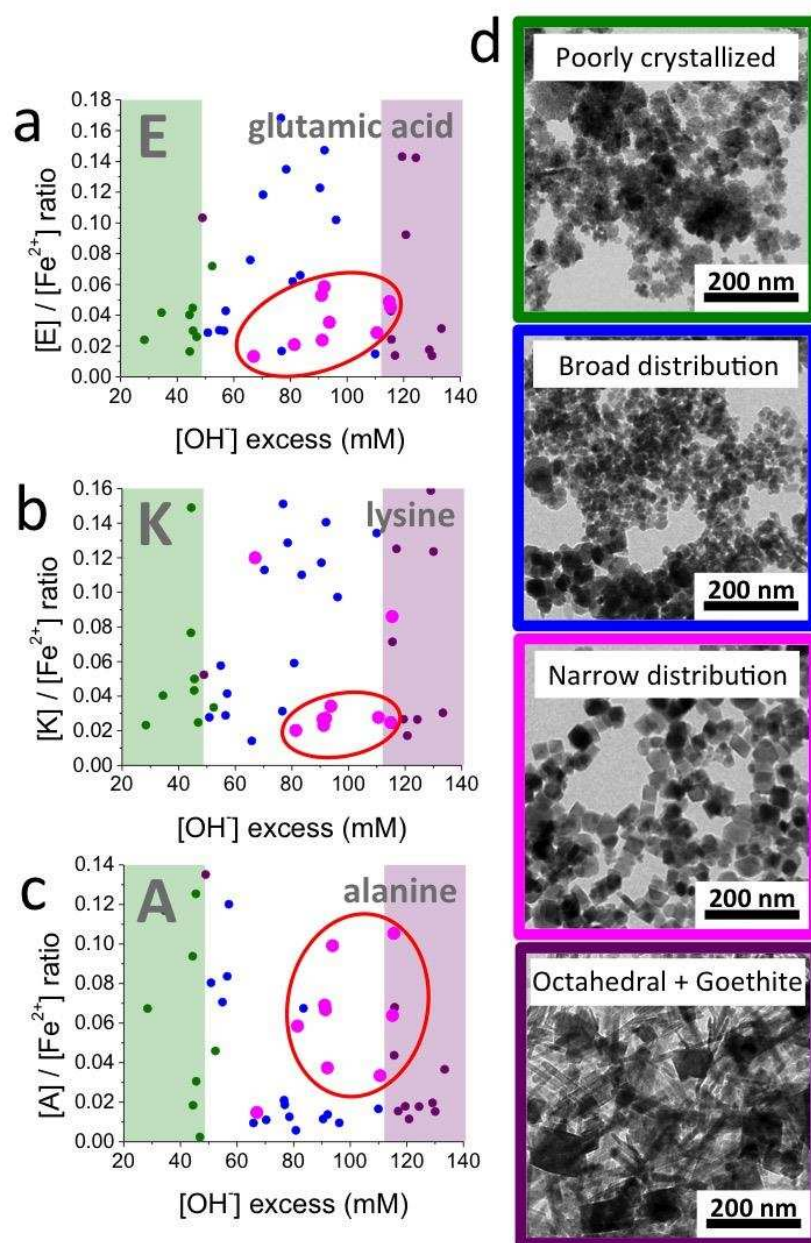 a
E
glutamic acid
[E] / [Fe²⁺] ratio
0.18
0.16
0.14
0.12
0.10
0.08
0.06
0.04
0.02
0.00
20 40 60 80 100 120 140
[OH⁻] excess (mM)
b
K
lysine
[K] / [Fe²⁺] ratio
0.16
0.14
0.12
0.10
0.08
0.06
0.04
0.02
0.00
20 40 60 80 100 120 140
[OH⁻] excess (mM)
c
A
alanine
[A] / [Fe²⁺] ratio
0.14
0.12
0.10
0.08
0.06
0.04
0.02
0.00
20 40 60 80 100 120 140
[OH⁻] excess (mM)
d
Poorly crystallized
200 nm
Broad distribution
200 nm
Narrow distribution
200 nm
Octahedral + Goethite
200 nm